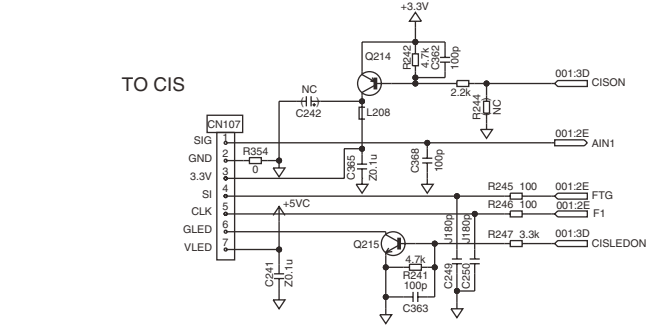 +3.3V
Q214
R242
4.7k
C362
100p
001:3D
CISON
TO CIS
NC
C242
L208
2.2k
R244
NC
CN107
SIG 1
R354
0
GND 2
3.3V 3
SI 4
CLK 5
GLED 6
VLED 7
C365
Z0.1u
C368
100p
001:2E
AIN1
+5VC
R245 100 001:2E
FTG
R246 100 001:2E
F1
J180p
J180p
Q215
R247 3.3k 001:3D
CISLEDON
C241
Z0.1u
4.7k
R241
100p
C363
C249
C250